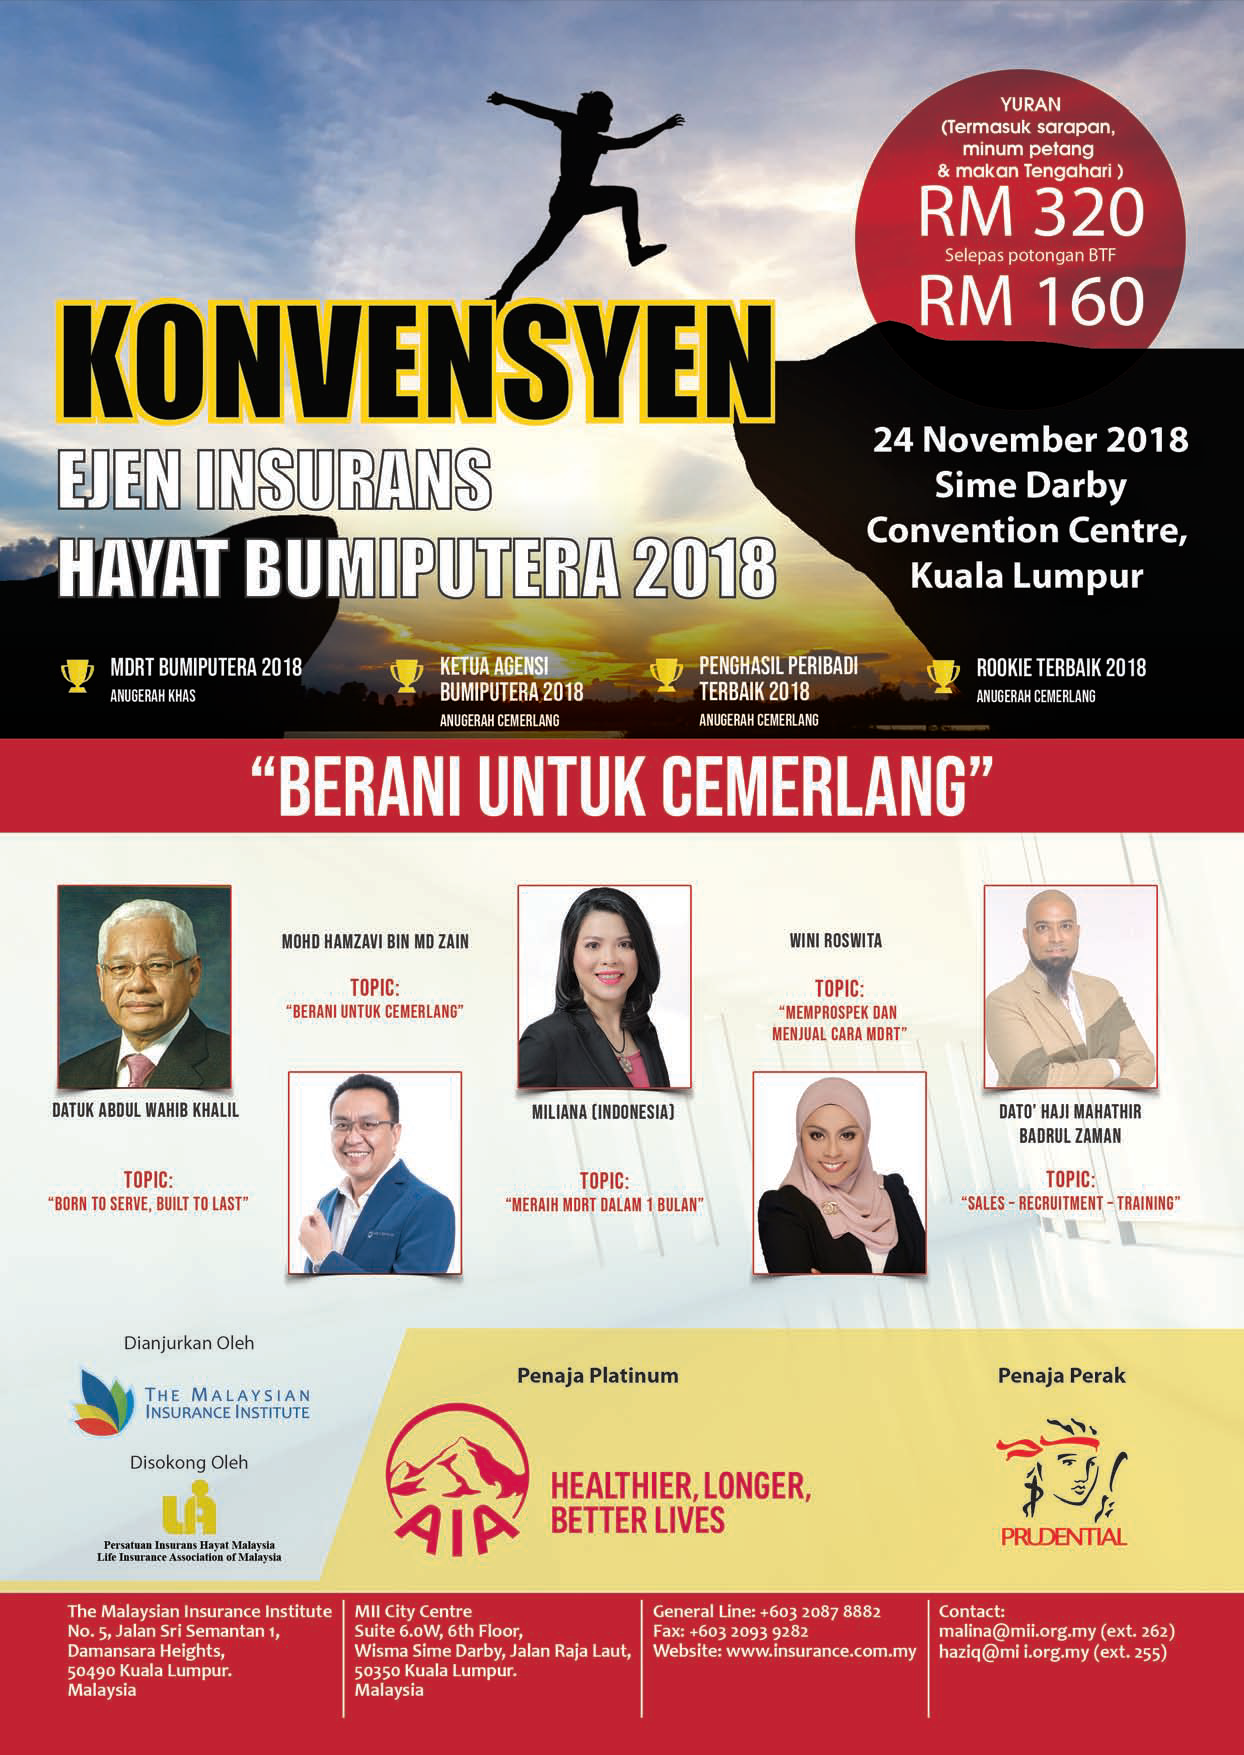 YURAN
(Termasuk sarapan,
minum petang
& makan Tengahari )
RM 320
Selepas potongan BTF
RM 160
KONVENSYEN
EJEN INSURANS
HAYAT BUMIPUTERA 2018
24 November 2018
Sime Darby
Convention Centre,
Kuala Lumpur
MDRT BUMIPUTERA 2018
ANUGERAH KHAS
KETUA AGENSI
BUMIPUTERA 2018
ANUGERAH CEMERLANG
PENGHASIL PERIBADI
TERBAIK 2018
ANUGERAH CEMERLANG
ROOKIE TERBAIK 2018
ANUGERAH CEMERLANG
“BERANI UNTUK CEMERLANG”
DATUK ABDUL WAHIB KHALIL
TOPIC:
“BORN TO SERVE, BUILT TO LAST”
MOHD HAMZAVI BIN MD ZAIN
TOPIC:
“BERANI UNTUK CEMERLANG”
MILIANA (INDONESIA)
TOPIC:
“MERAIH MDRT DALAM 1 BULAN”
WINI ROSWITA
TOPIC:
“MEMPROSPEK DAN
MENJUAL CARA MDRT”
DATO’ HAJI MAHATHIR
BADRUL ZAMAN
TOPIC:
“SALES – RECRUITMENT – TRAINING”
Dianjurkan Oleh
THE MALAYSIAN
INSURANCE INSTITUTE
Disokong Oleh
LIA
Persatuan Insurans Hayat Malaysia
Life Insurance Association of Malaysia
Penaja Platinum
AIA
HEALTHIER, LONGER,
BETTER LIVES
Penaja Perak
PRUDENTIAL
The Malaysian Insurance Institute
No. 5, Jalan Sri Semantan 1,
Damansara Heights,
50490 Kuala Lumpur.
Malaysia
MII City Centre
Suite 6.0W, 6th Floor,
Wisma Sime Darby, Jalan Raja Laut,
50350 Kuala Lumpur.
Malaysia
General Line: +603 2087 8882
Fax: +603 2093 9282
Website: www.insurance.com.my
Contact:
malina@mii.org.my (ext. 262)
haziq@mi i.org.my (ext. 255)